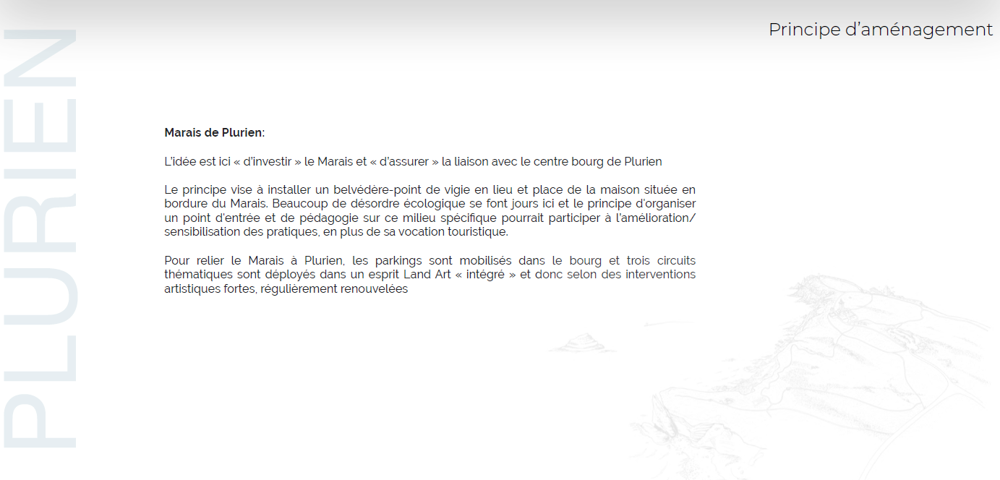 Principe d'aménagement
PLURIEN
Marais de Plurien:
L'idée est ici « d'investir » le Marais et « d'assurer » la liaison avec le centre bourg de Plurien
Le principe vise à installer un belvédère-point de vigie en lieu et place de la maison située en
bordure du Marais. Beaucoup de désordre écologique se font jours ici et le principe d'organiser
un point d'entrée et de pédagogie sur ce milieu spécifique pourrait participer à l'amélioration/
sensibilisation des pratiques, en plus de sa vocation touristique.
Pour relier le Marais à Plurien, les parkings sont mobilisés dans le bourg et trois circuits
thématiques sont déployés dans un esprit Land Art « intégré » et donc selon des interventions
artistiques fortes, régulièrement renouvelées